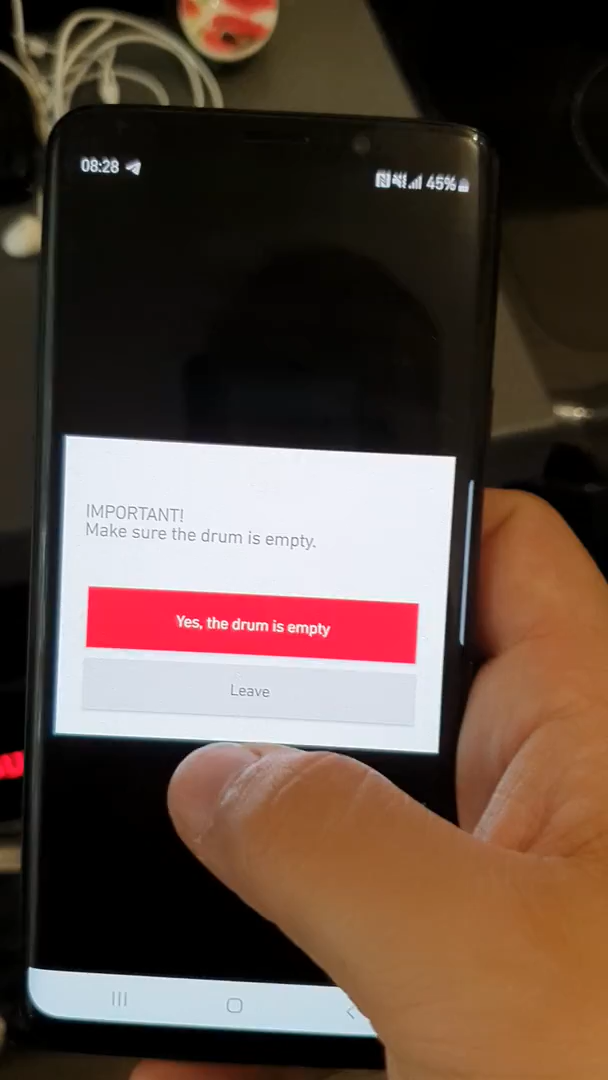 08:28
45%
IMPORTANT!
Make sure the drum is empty.
Yes, the drum is empty
Leave